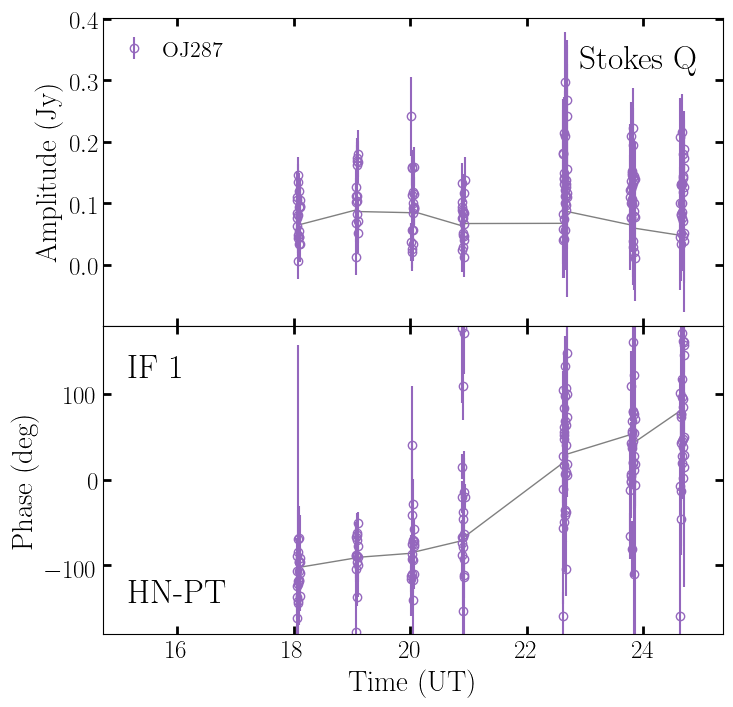 0.4
OJ287
Stokes Q
0.3
0.2
0.1
0.0
Amplitude (Jy)
IF 1
100
0
−100
Phase (deg)
HN-PT
16 18 20 22 24
Time (UT)